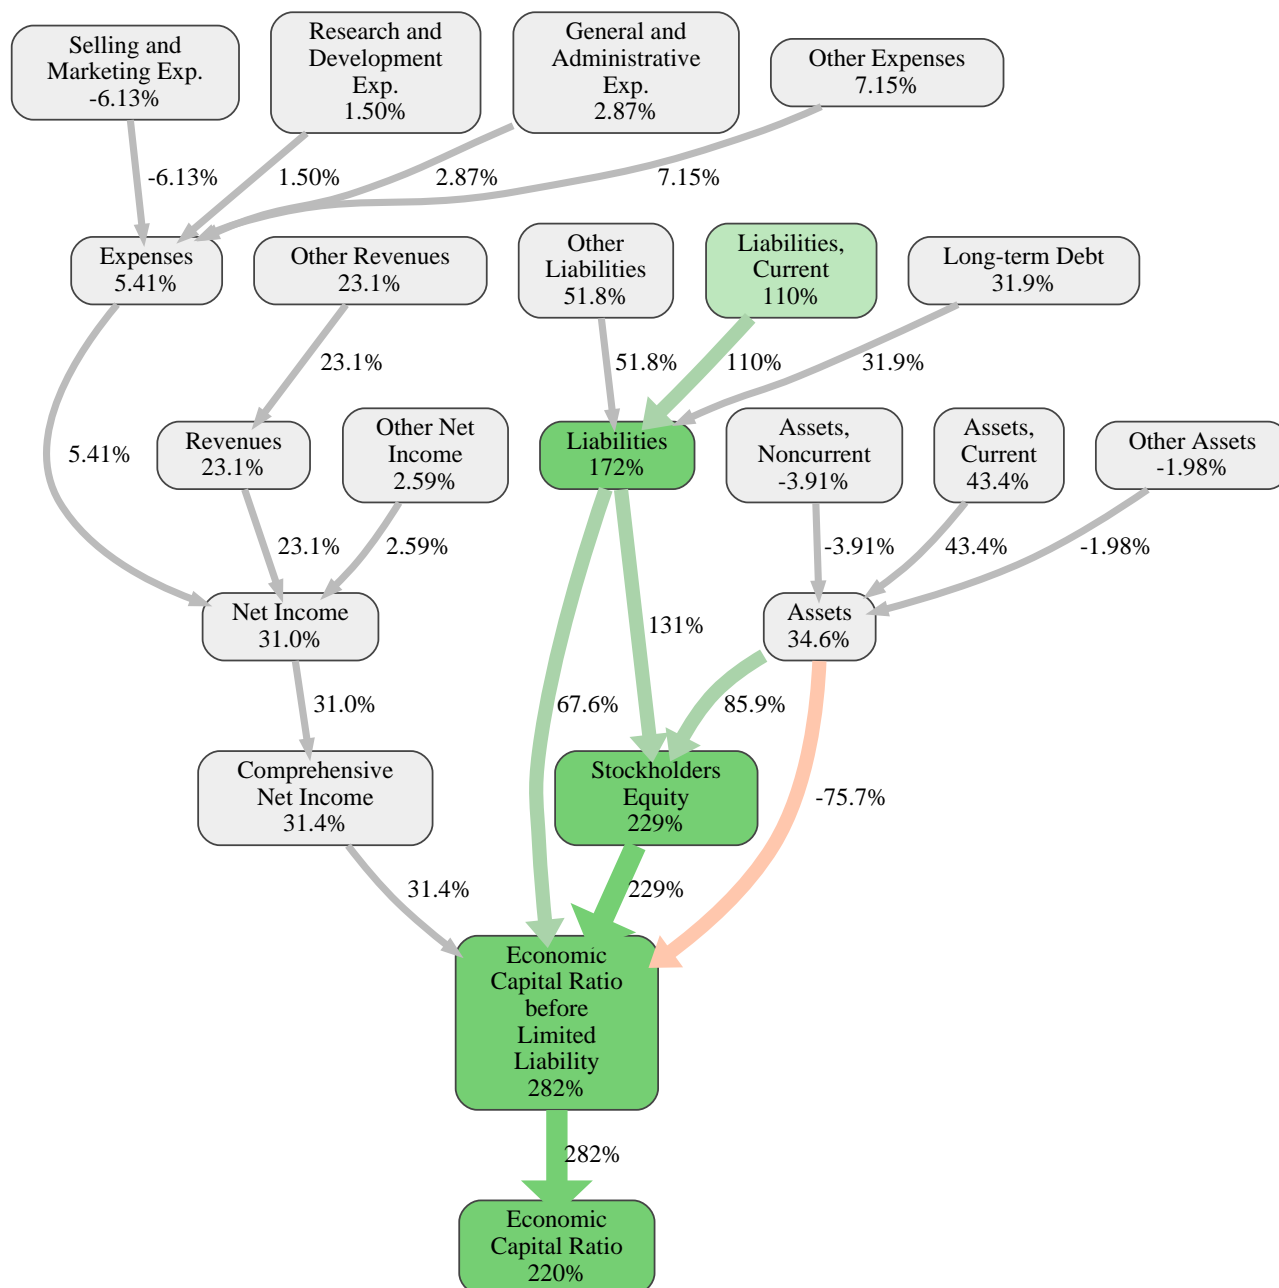 Selling and
Marketing Exp.
-6.13%
Research and
Development
Exp.
1.50%
General and
Administrative
Exp.
2.87%
Other Expenses
7.15%
-6.13%
1.50%
2.87%
7.15%
Expenses
5.41%
Other Revenues
23.1%
Other
Liabilities
51.8%
Liabilities,
Current
110%
Long-term Debt
31.9%
23.1%
51.8%
110%
31.9%
5.41%
Revenues
23.1%
Other Net
Income
2.59%
Liabilities
172%
Assets,
Noncurrent
-3.91%
Assets,
Current
43.4%
Other Assets
-1.98%
23.1%
2.59%
-3.91%
43.4%
-1.98%
Net Income
31.0%
131%
Assets
34.6%
31.0%
67.6%
85.9%
Comprehensive
Net Income
31.4%
Stockholders
Equity
229%
-75.7%
31.4%
229%
Economic
Capital Ratio
before
Limited
Liability
282%
282%
Economic
Capital Ratio
220%